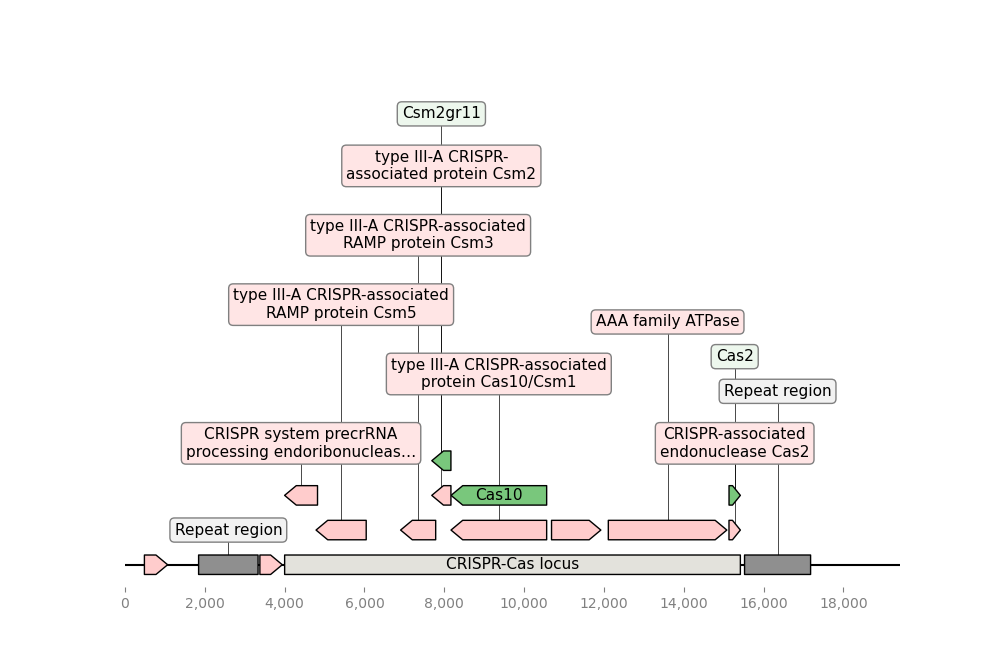 Csm2gr11
type III-A CRISPR-
associated protein Csm2
type III-A CRISPR-associated
RAMP protein Csm3
type III-A CRISPR-associated
RAMP protein Csm5
AAA family ATPase
Cas2
type III-A CRISPR-associated
protein Cas10/Csm1
Repeat region
CRISPR system precrRNA
processing endoribonucleas...
CRISPR-associated
endonuclease Cas2
Cas10
Repeat region
CRISPR-Cas locus
0 2,000 4,000 6,000 8,000 10,000 12,000 14,000 16,000 18,000